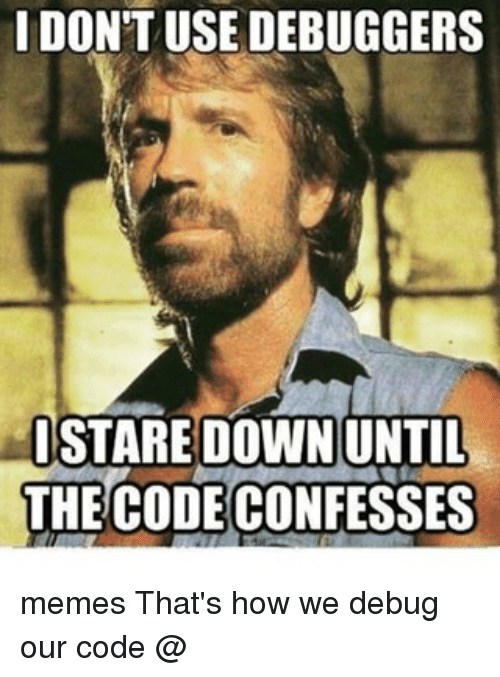 I DON'T USE DEBUGGERS
I STARE DOWN UNTIL
THE CODE CONFESSES
memes That's how we debug
our code @